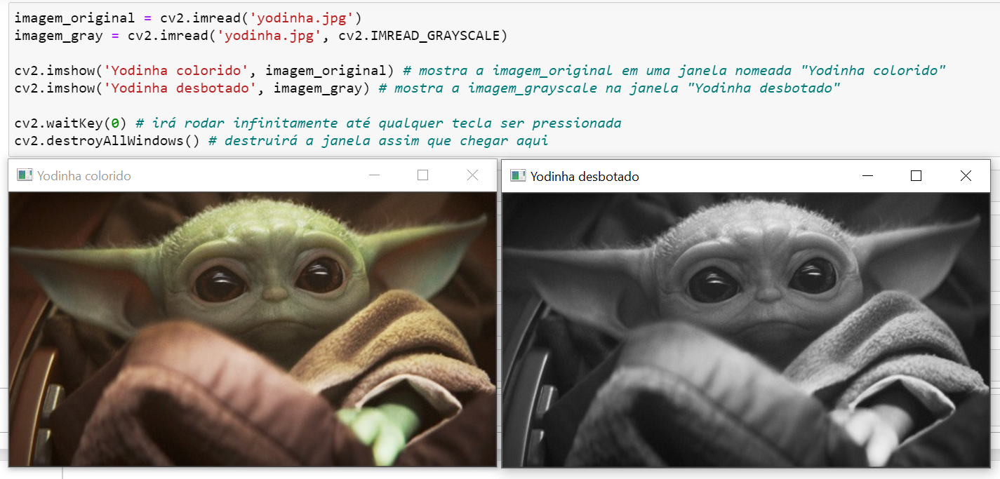 imagem_original = cv2.imread('yodinha.jpg')
imagem_gray = cv2.imread('yodinha.jpg', cv2.IMREAD_GRAYSCALE)
cv2.imshow('Yodinha colorido', imagem_original) # mostra a imagem_original em uma janela nomeada "Yodinha colorido"
cv2.imshow('Yodinha desbotado', imagem_gray) # mostra a imagem_grayscale na janela "Yodinha desbotado"
cv2.waitKey(0) # irá rodar infinitamente até qualquer tecla ser pressionada
cv2.destroyAllWindows() # destruirá a janela assim que chegar aqui
Yodinha colorido
Yodinha desbotado